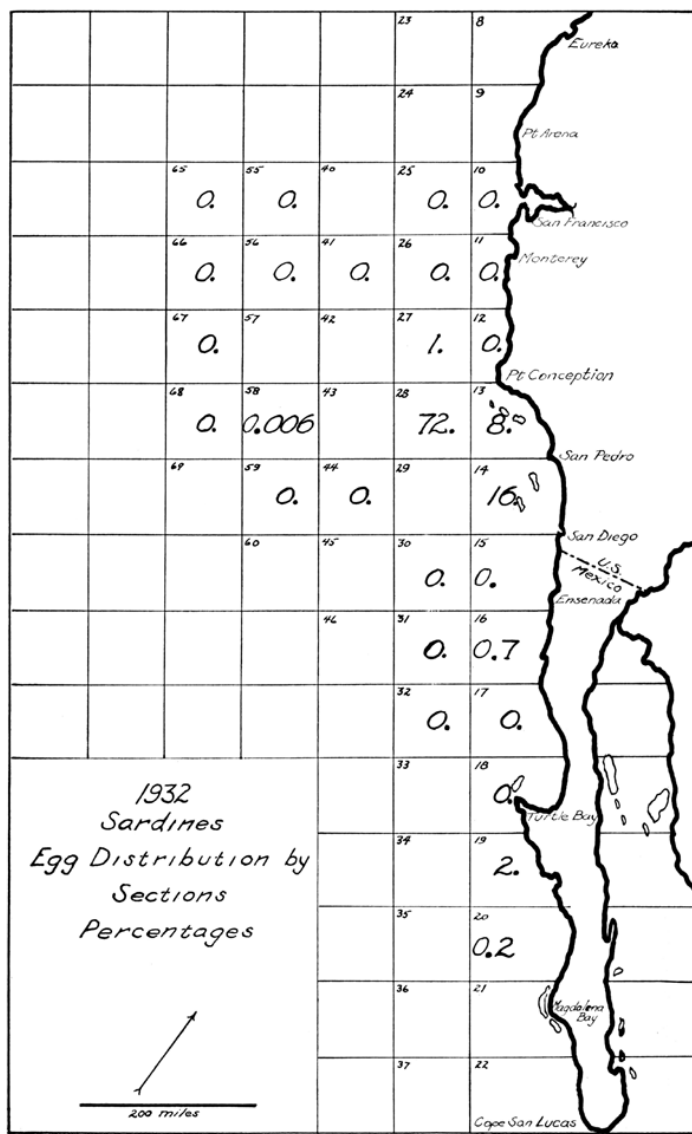 23 8
Eureka
24 9
Pt Arena
65 55 40 25 10
0. 0. 0. 0.
San Francisco
66 56 41 26 11
Monterey
0. 0. 0. 0. 0.
67 57 42 27 12
0. 1. 0.
Pt Conception
68 58 43 28 13
0. 0.006 72. 8.
San Pedro
69 59 44 29 14
0. 0. 16.
San Diego
60 45 30 15
U.S.
Mexico
0. 0.
Ensenada
46 31 16
0. 0.7
32 17
0. 0.
33 18
0.
Turtle Bay
34 19
2.
35 20
0.2
36 21
Magdalena
Bay
37 22
Cape San Lucas
1932
Sardines
Egg Distribution by
Sections
Percentages
200 miles